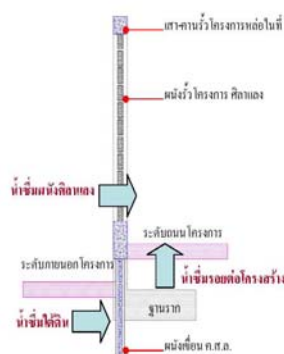 เสา-คานรั้วโครงการหล่อในที่
ผนังรั้วโครงการ ศิลาแลง
น้ำซึมผนังศิลาแลง
ระดับถนนโครงการ
ระดับภายนอกโครงการ
น้ำซึมรอยต่อโครงสร้าง
ฐานราก
น้ำซึมใต้ดิน
ผนังเขื่อน ค.ส.ล.